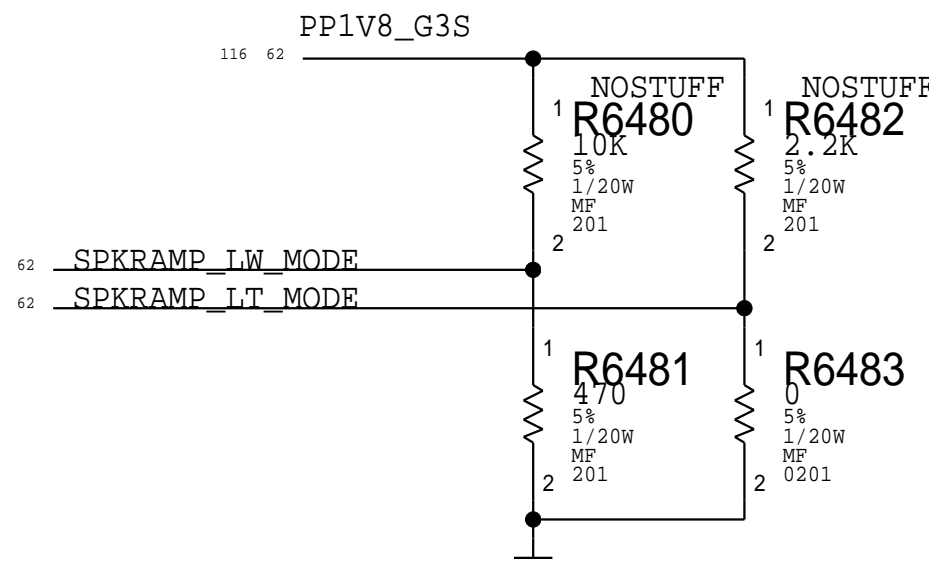 PP1V8_G3S
116 62
NOSTUFF
1
R6480
10K
5%
1/20W
MF
201
2
NOSTUFF
1
R6482
2.2K
5%
1/20W
MF
201
2
62 SPKRAMP_LW_MODE
62 SPKRAMP_LT_MODE
1
R6481
470
5%
1/20W
MF
201
2
1
R6483
0
5%
1/20W
MF
0201
2